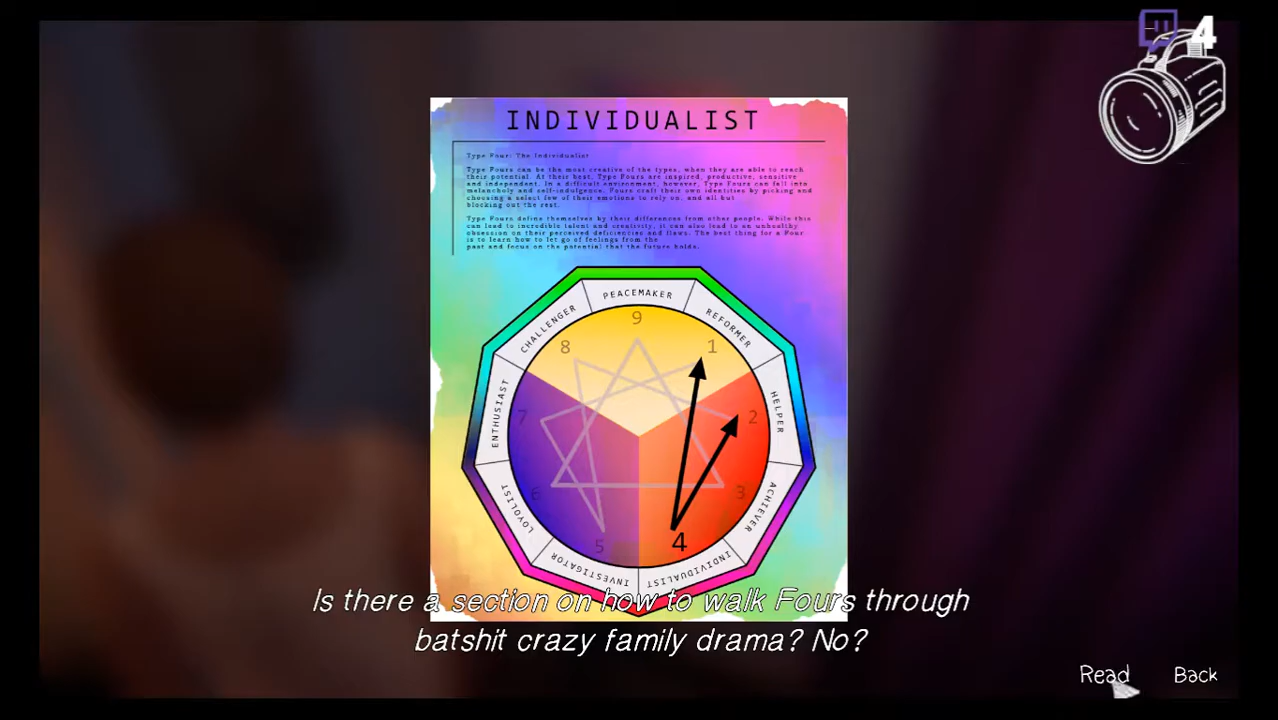 4
INDIVIDUALIST
Type Four: The Individualist
Type Fours can be the most creative of the types, when they are able to reach
their potential. At their best, Type Fours are inspired, productive, sensitive
and independent. In a difficult environment, however, Type Fours can fall into
melancholy and self-indulgence. Fours craft their own identities by picking and
choosing a select few of their emotions to rely on, and all but
blocking out the rest.
Type Fours define themselves by their differences from other people. While this
can lead to incredible talent and creativity, it can also lead to an unhealthy
obsession on their perceived deficiencies and flaws. The best thing for a Four
is to learn how to let go of feelings from the
past and focus on the potential that the future holds.
PEACEMAKER
CHALLENGER
REFORMER
9
8
1
ENTHUSIAST
HELPER
7
2
6
3
LOYOLIST
ACHIEVER
5
4
INVESTIGATOR
INDIVIDUALIST
Is there a section on how to walk Fours through
batshit crazy family drama? No?
Read
Back